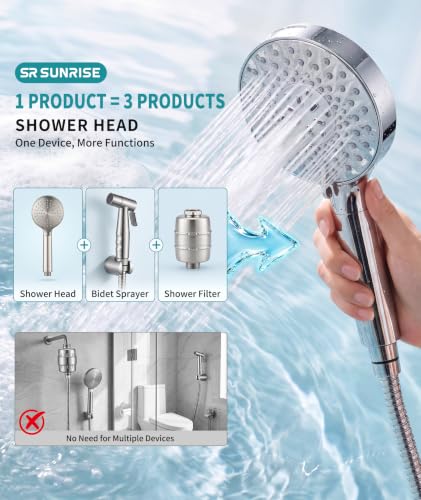 SR SUNRISE
1 PRODUCT = 3 PRODUCTS
SHOWER HEAD
One Device, More Functions
Shower Head
Bidet Sprayer
Shower Filter
No Need for Multiple Devices